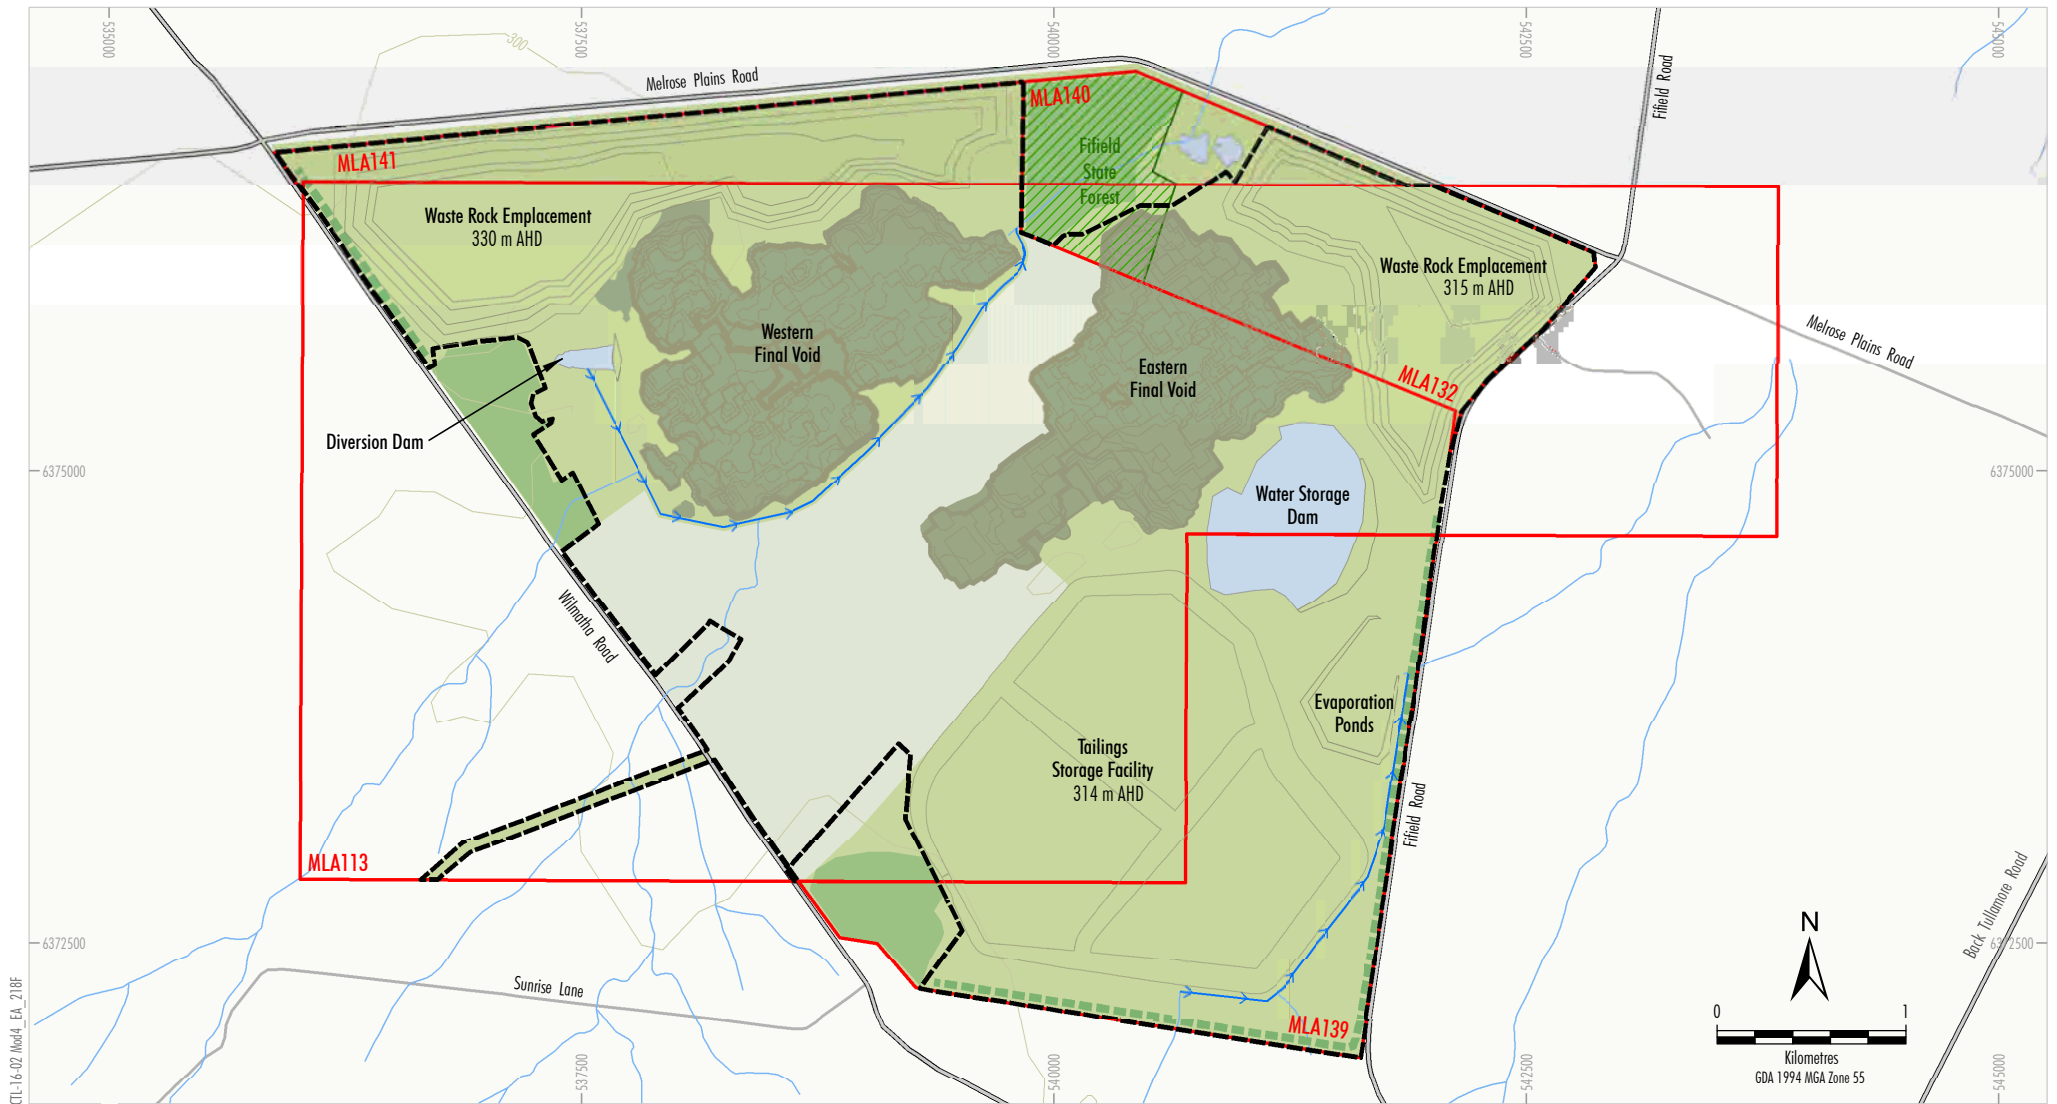 535000
537500
540000
542500
545000
300
Melrose Plains Road
Fifield Road
MLA140
MLA141
Fifield
State
Forest
Waste Rock Emplacement
330 m AHD
Waste Rock Emplacement
315 m AHD
Western
Final Void
Eastern
Final Void
Melrose Plains Road
MLA132
Diversion Dam
6375000
6375000
Water Storage
Dam
Wilmatha Road
Evaporation
Ponds
Tailings
Storage Facility
314 m AHD
Fifield Road
MLA113
Back Tullamore Road
N
6372500
6372500
Sunrise Lane
MLA139
0 1
Kilometres
GDA 1994 MGA Zone 55
CTL-16-02 Mod4_EA_218F
537500
540000
542500
545000